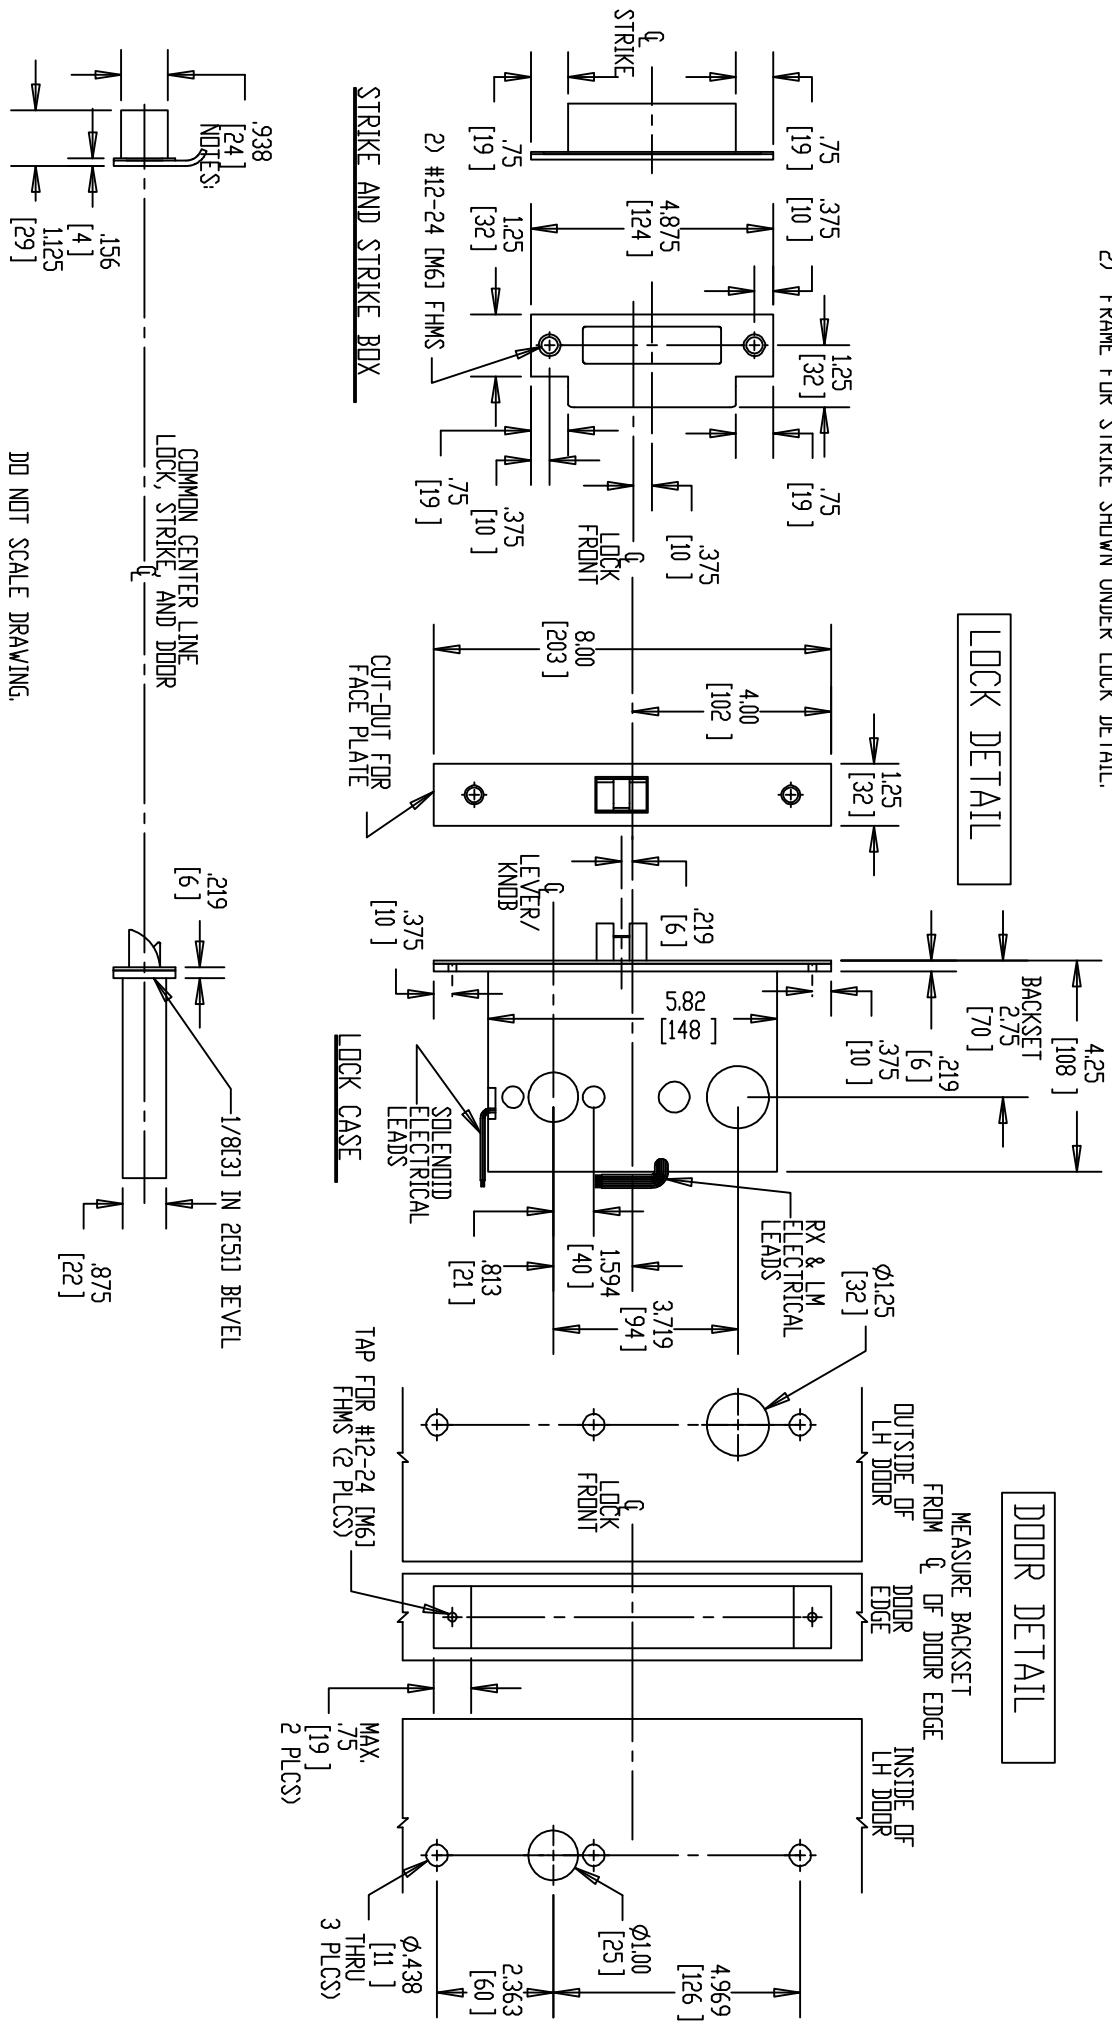 2) FRAME FOR STRIKE SHOWN UNDER LOCK DETAIL.
LOCK DETAIL
DOOR DETAIL
℄
STRIKE
.75
[19 ]
.75
[19 ]
.375
[10 ]
4.875
[124 ]
1.25
[32 ]
1.25
[32 ]
2) #12-24 [M6] FHMS
.75
[19 ]
.75
[19 ]
.375
[10 ]
.375
[10 ]
℄
LOCK
FRONT
STRIKE AND STRIKE BOX
8.00
[203 ]
4.00
[102 ]
1.25
[32 ]
CUT-OUT FOR
FACE PLATE
℄
LEVER/
KNOB
.219
[6 ]
.375
[10 ]
5.82
[148 ]
BACKSET
2.75
[70 ]
4.25
[108 ]
.219
[6 ]
.375
[10 ]
SOLENOID
ELECTRICAL
LEADS
LOCK CASE
RX & LM
ELECTRICAL
LEADS
.813
[21 ]
1.594
[40 ]
3.719
[94 ]
Ø1.25
[32 ]
OUTSIDE OF
LH DOOR
MEASURE BACKSET
FROM ℄ OF DOOR EDGE
DOOR
EDGE
INSIDE OF
LH DOOR
℄
LOCK
FRONT
TAP FOR #12-24 [M6]
FHMS (2 PLCS)
MAX.
.75
[19 ]
2 PLCS)
Ø.438
[11 ]
THRU
3 PLCS)
Ø1.00
[25 ]
2.363
[60 ]
4.969
[126 ]
.938
[24 ]
NOTES:
.156
[4 ]
1.125
[29 ]
COMMON CENTER LINE
LOCK, STRIKE, AND DOOR
℄
.219
[6 ]
1/8[3] IN 2[51] BEVEL
.875
[22 ]
DO NOT SCALE DRAWING.